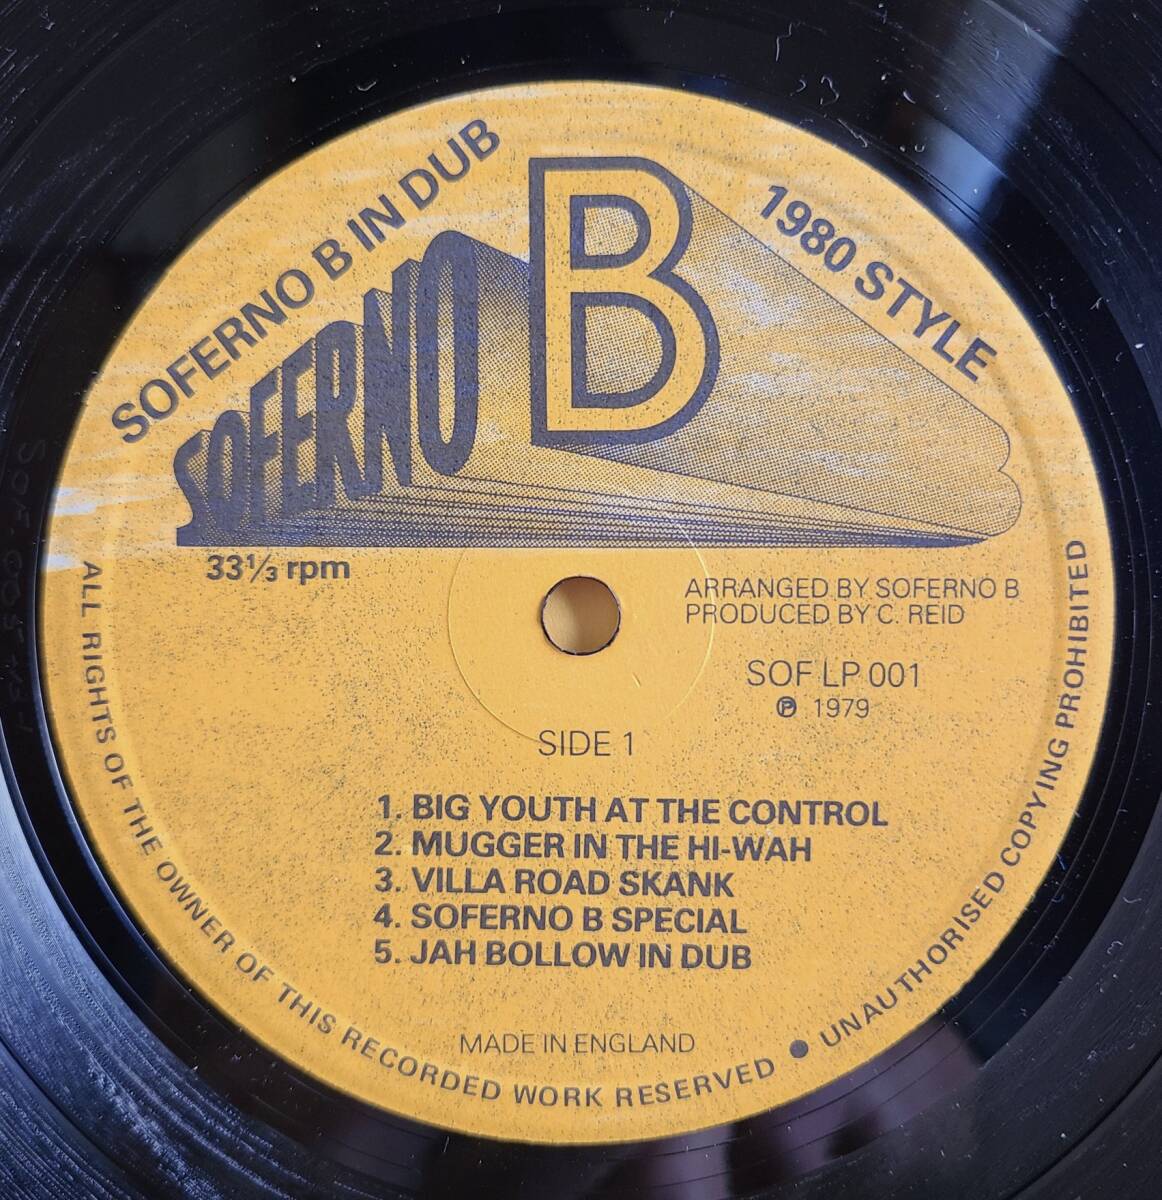 SOFERNO B IN DUB
1980 STYLE
SOFERNO B
33⅓ rpm
ARRANGED BY SOFERNO B
PRODUCED BY C. REID
SOF LP 001
℗ 1979
SIDE 1
1. BIG YOUTH AT THE CONTROL
2. MUGGER IN THE HI-WAH
3. VILLA ROAD SKANK
4. SOFERNO B SPECIAL
5. JAH BOLLOW IN DUB
MADE IN ENGLAND
ALL RIGHTS OF THE OWNER OF THIS RECORDED WORK RESERVED ● UNAUTHORISED COPYING PROHIBITED